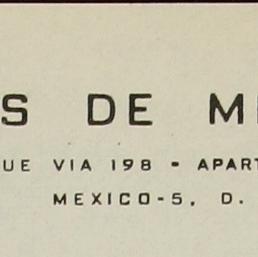 S DE M
UE VIA 198 - APART
MEXICO-5, D.